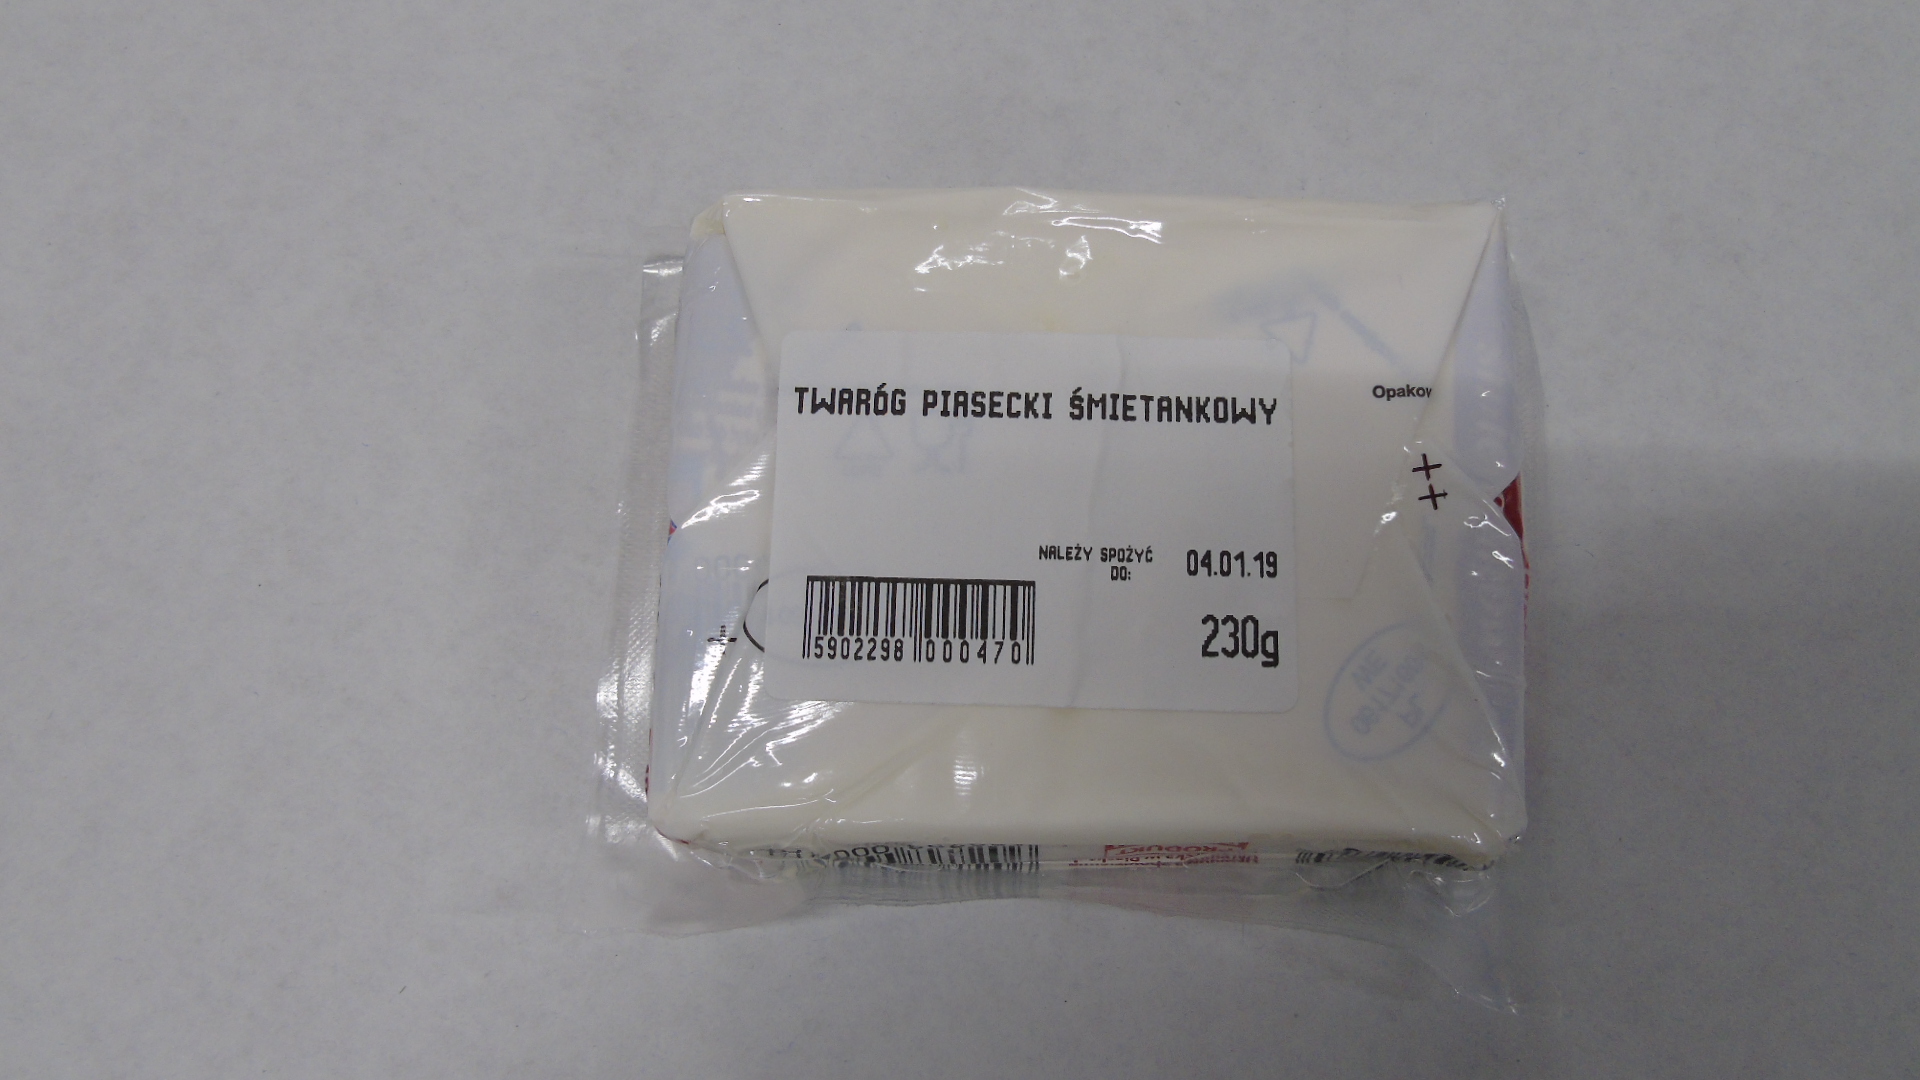 TWARÓG PIASECKI ŚMIETANKOWY
Opakow
NALEŻY SPOŻYĆ
DO:
04.01.19
230g
5902298 000470
++
+